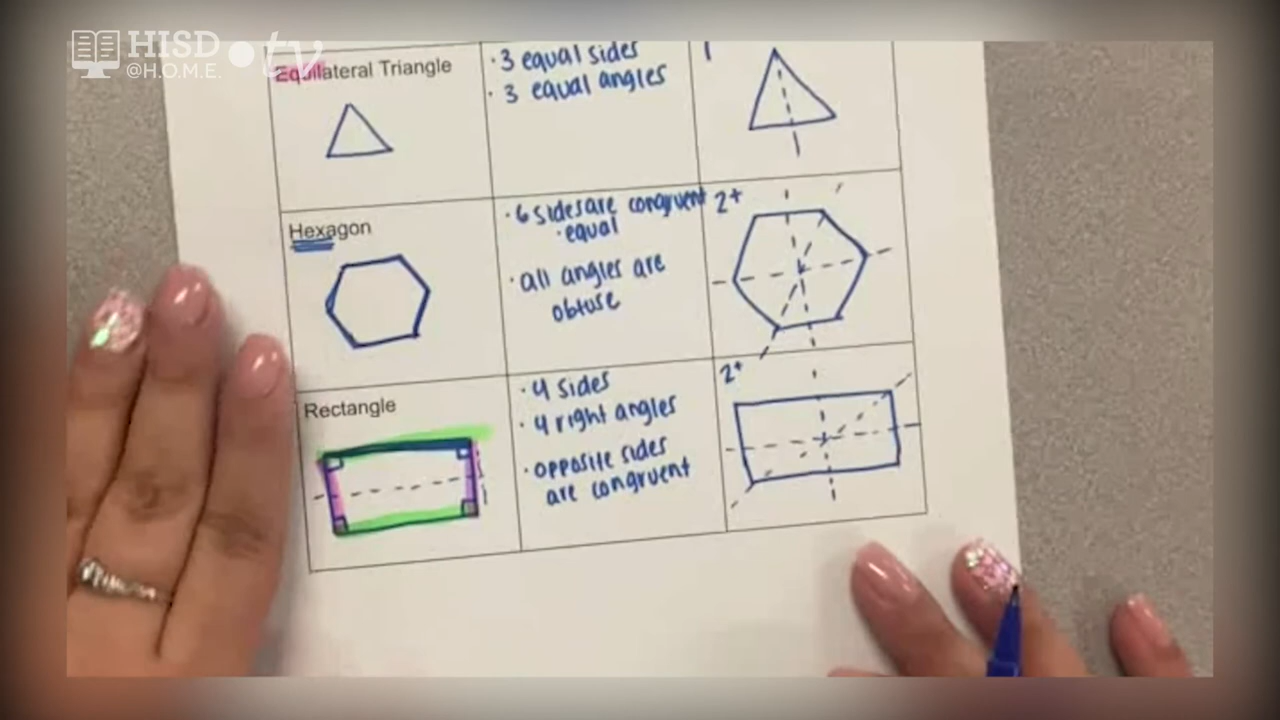 HISD
@H.O.M.E.
.tv
Equilateral Triangle
· 3 equal sides
· 3 equal angles
1
Hexagon
· 6 sides are congruent
· equal
· all angles are
obtuse
2+
Rectangle
· 4 sides
· 4 right angles
· opposite sides
are congruent
2+